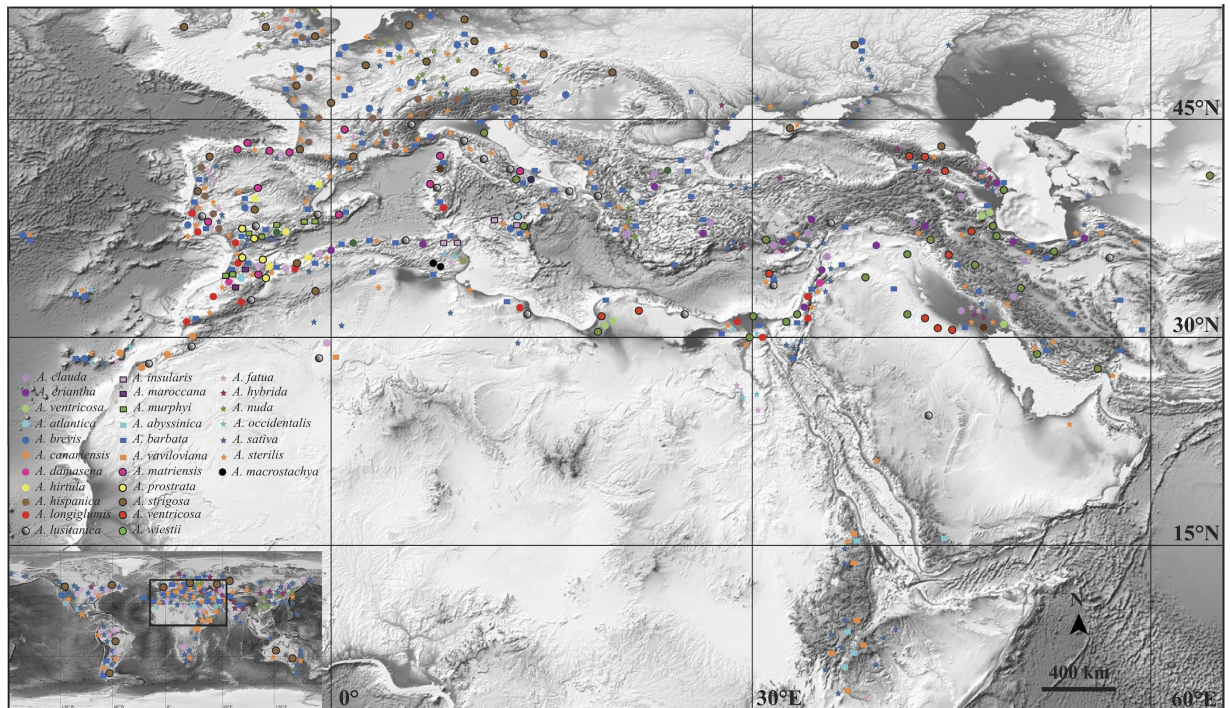 45°N
30°N
A. clauda
A. eriantha
A. ventricosa
A. atlantica
A. brevis
A. canariensis
A. damasena
A. hirtula
A. hispanica
A. longiglumis
A. lusitanica
A. insularis
A. maroccana
A. murphyi
A. abyssinica
A. barbata
A. vaviloviana
A. matriensis
A. prostrata
A. strigosa
A. ventricosa
A. wiestii
A. fatua
A. hybrida
A. nuda
A. occidentalis
A. sativa
A. sterilis
A. macrostachya
15°N
N
400 km
0°
30°E
60°E